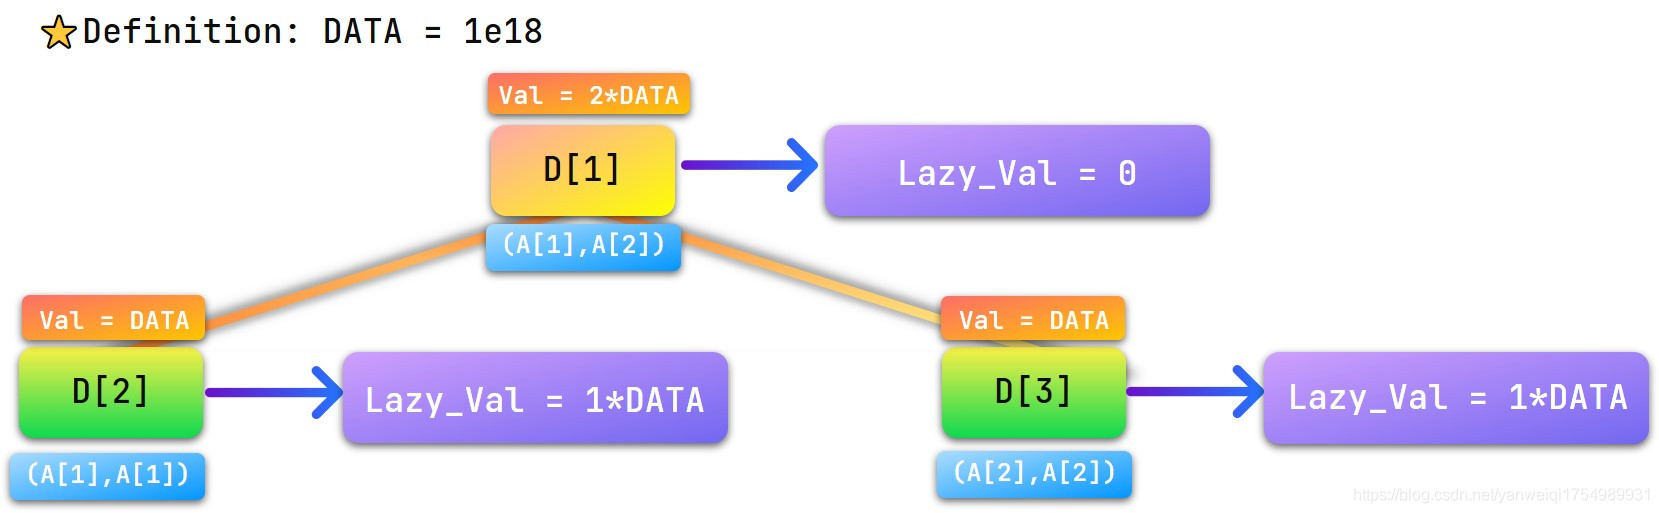 Definition: DATA = 1e18
Val = 2*DATA
D[1]
Lazy_Val = 0
(A[1],A[2])
Val = DATA
D[2]
Lazy_Val = 1*DATA
(A[1],A[1])
Val = DATA
D[3]
Lazy_Val = 1*DATA
(A[2],A[2])
https://blog.csdn.net/yanweiqi1754989931